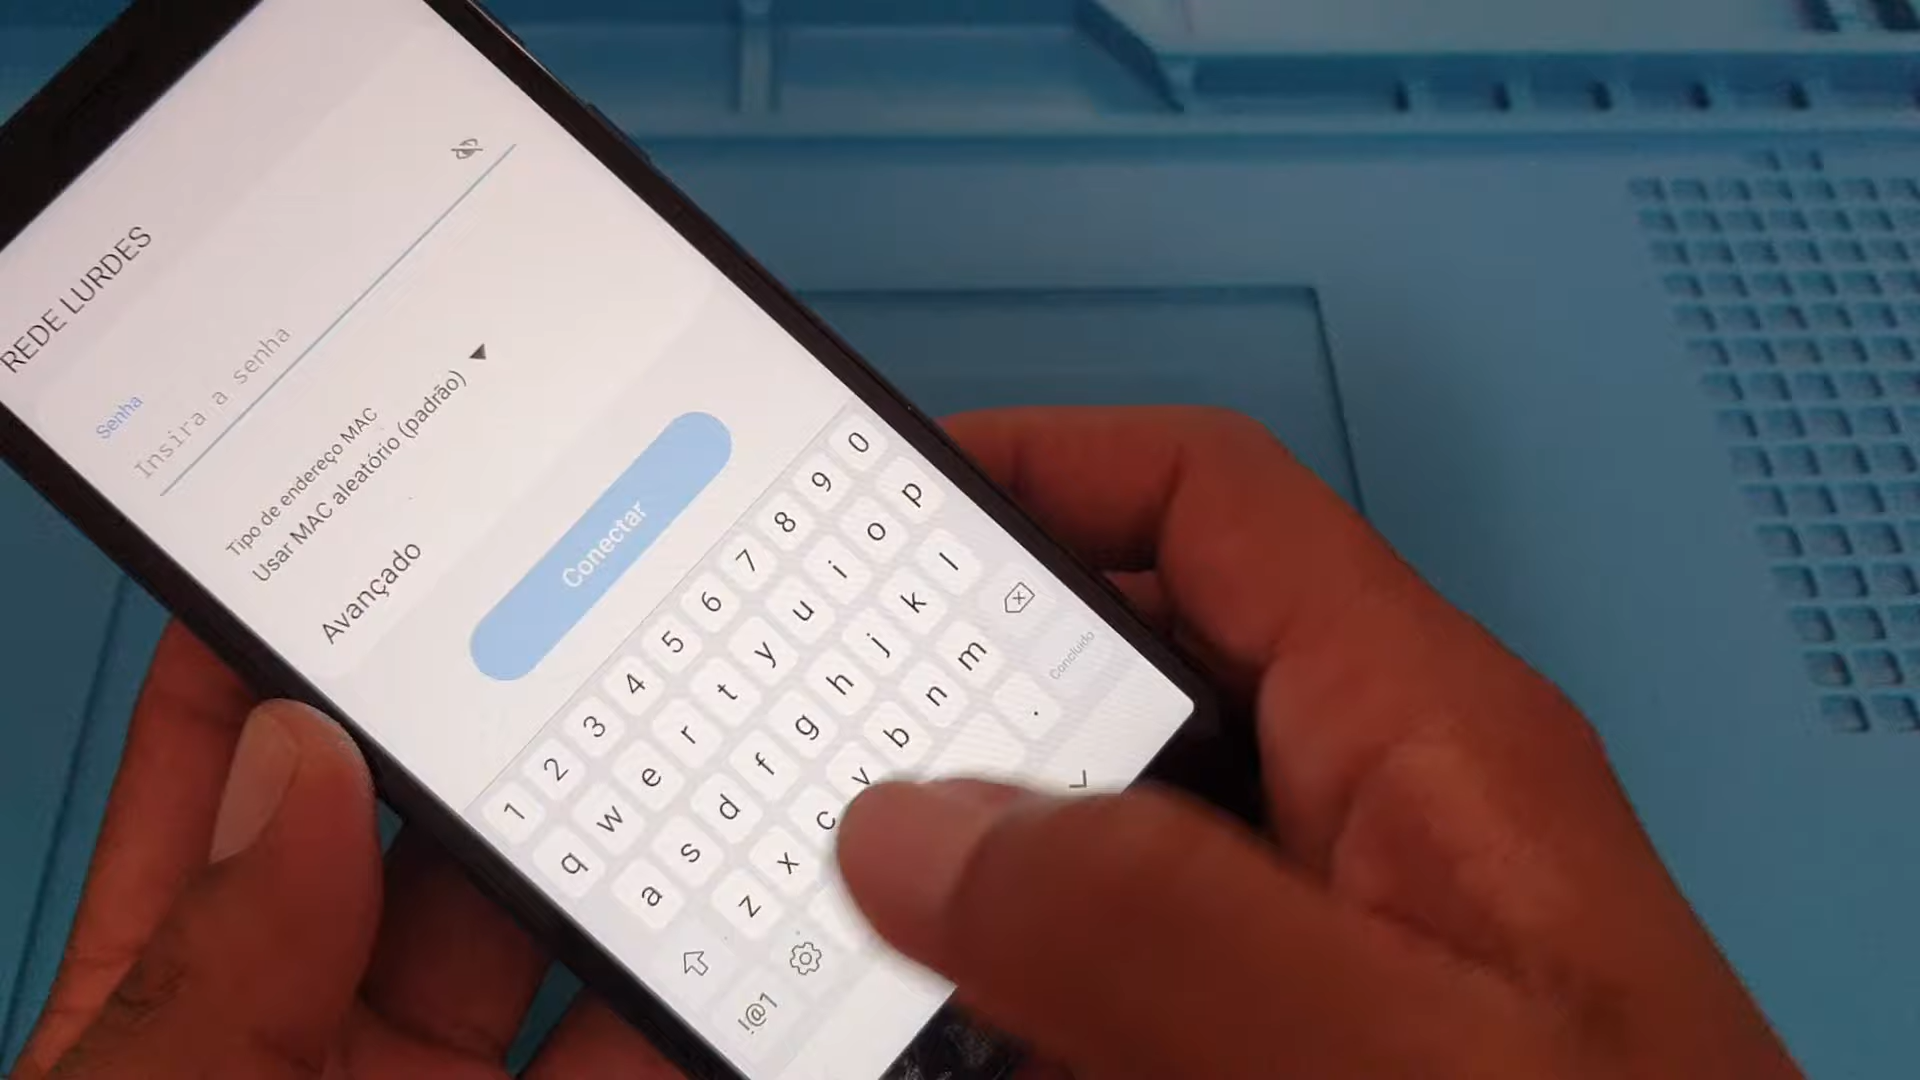 REDE LURDES
Senha
Insira a senha
Tipo de endereço MAC
Usar MAC aleatório (padrão)
Avançado
Conectar
1 2 3 4 5 6 7 8 9 0
q w e r t y u i o p
a s d f g h j k l
z x c v b n m
!@1 . Concluído